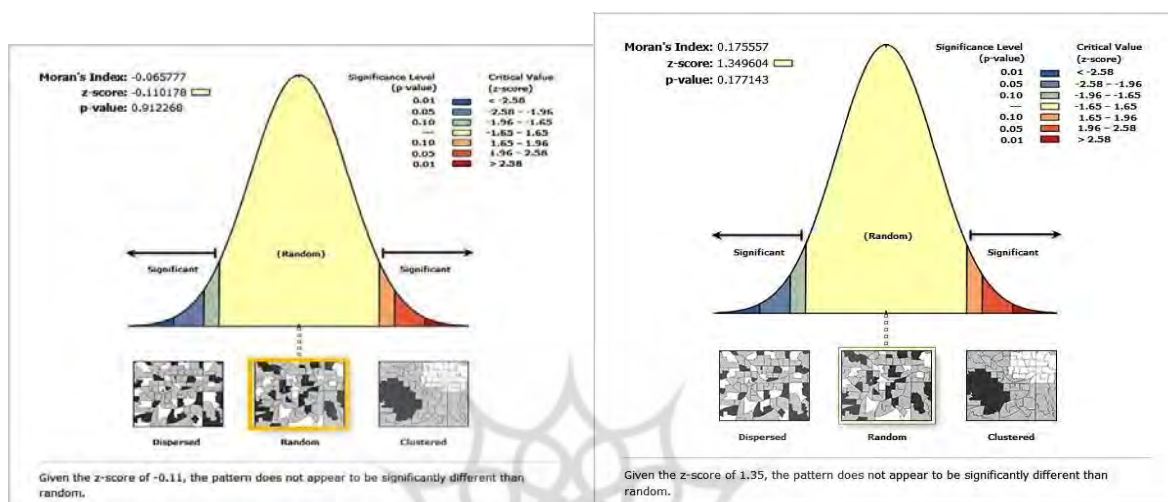 Moran's Index: -0.065777
z-score: -0.110178
p-value: 0.912268
Significance Level
(p-value)
Critical Value
(z-score)
0.01 < -2.58
0.05 -2.58 – -1.96
0.10 -1.96 – -1.65
— -1.65 – 1.65
0.10 1.65 – 1.96
0.05 1.96 – 2.58
0.01 > 2.58
Significant
(Random)
Significant
Dispersed
Random
Clustered
Given the z-score of -0.11, the pattern does not appear to be significantly different than
random.
Moran's Index: 0.175557
z-score: 1.349604
p-value: 0.177143
Significance Level
(p-value)
Critical Value
(z-score)
0.01 < -2.58
0.05 -2.58 – -1.96
0.10 -1.96 – -1.65
— -1.65 – 1.65
0.10 1.65 – 1.96
0.05 1.96 – 2.58
0.01 > 2.58
Significant
(Random)
Significant
Dispersed
Random
Clustered
Given the z-score of 1.35, the pattern does not appear to be significantly different than
random.